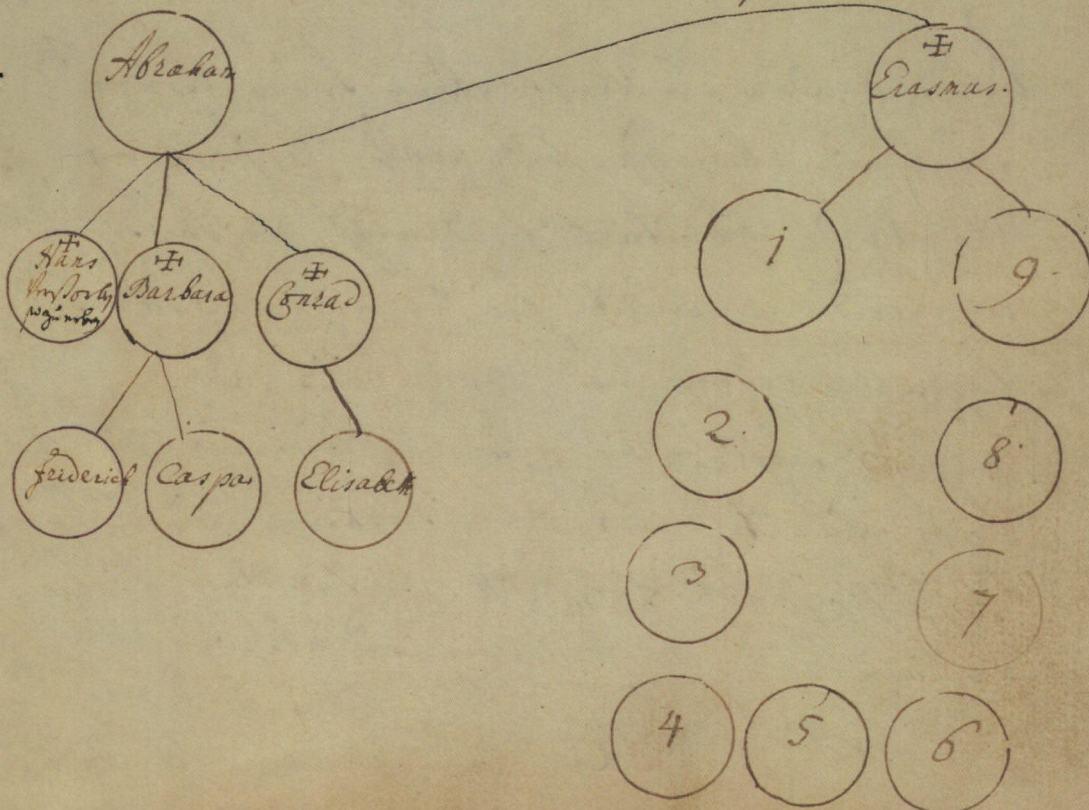 Abraham
Erasmus.
Hans
Barbara
Conrad
1
9.
Friderich
Caspar
Elisabeth
2.
8.
3
7
4
5
6